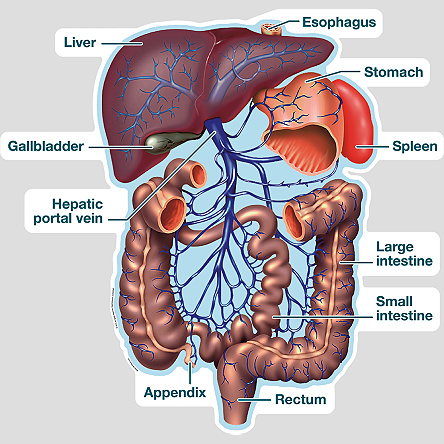 Esophagus
Liver
Stomach
Gallbladder
Spleen
Hepatic
portal vein
Large
intestine
Small
intestine
Appendix
Rectum